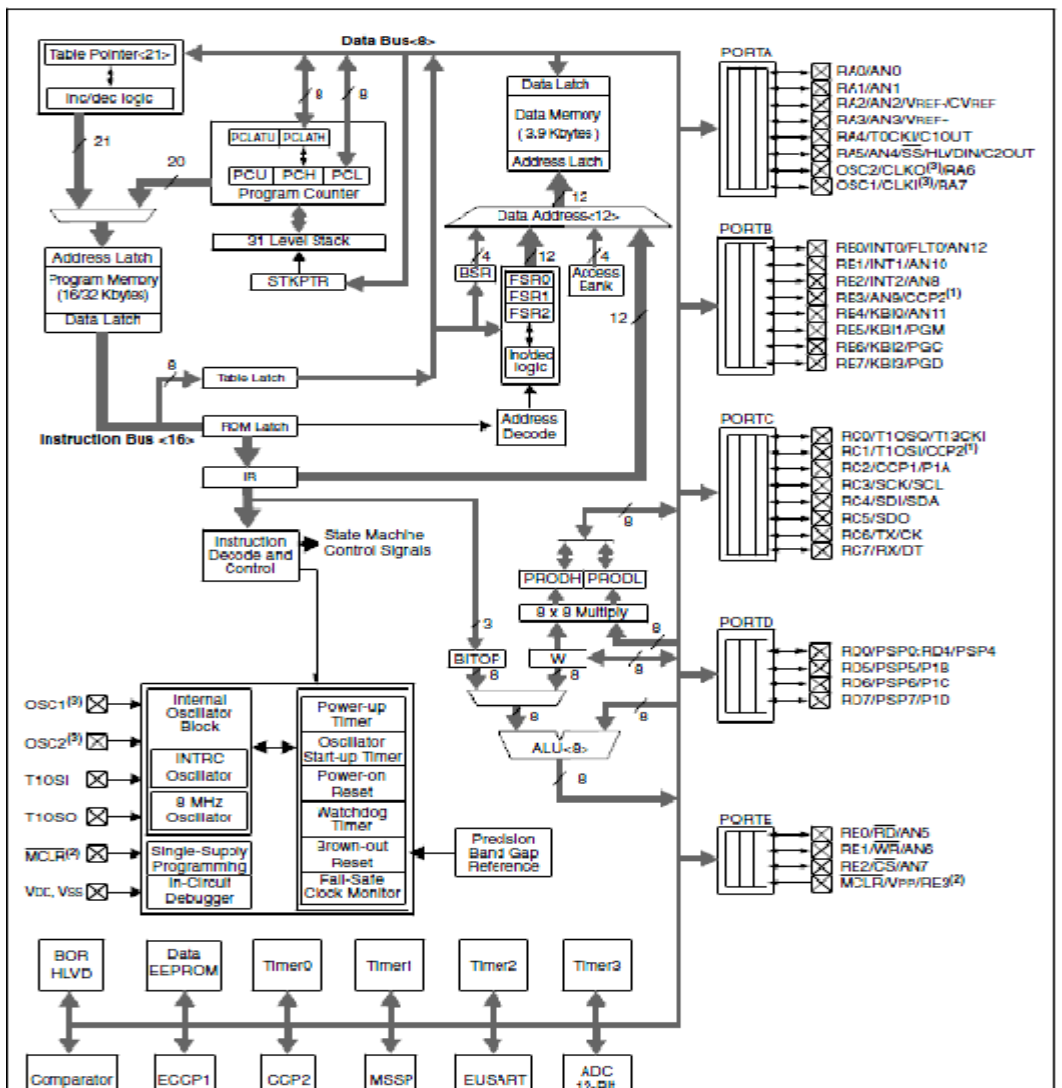 Data Bus<8>
Table Pointer<21>
Inc/dec logic
21
20
8
8
PCLATU PCLATH
PCU PCH PCL
Program Counter
31 Level Stack
STKPTR
Address Latch
Program Memory
(16/32 Kbytes)
Data Latch
8
Table Latch
Instruction Bus <16>
ROM Latch
IR
Data Latch
Data Memory
( 3.9 Kbytes)
Address Lach
12
Data Address<12>
4
12
4
BSR
FSR0
FSR1
FSR2
Inc/dec
logic
Access
Bank
12
Address
Decode
Instruction
Decode and
Control
State Machine
Control Signals
8
PRODH PRODL
8 x 8 Multiply
3
8
BITOP
W
8
8
8
8
8
ALU<8>
8
OSC1(3)
OSC2(3)
T1OSI
T1OSO
MCLR(2)
VDD, VSS
Internal
Oscillator
Block
INTRC
Oscillator
8 MHz
Oscillator
Single-Supply
Programming
In-Circuit
Debugger
Power-up
Timer
Oscillator
Start-up Timer
Power-on
Reset
Watchdog
Timer
Brown-out
Reset
Fail-Safe
Clock Monitor
Precision
Band Gap
Reference
PORTA
RA0/AN0
RA1/AN1
RA2/AN2/VREF-/CVREF
RA3/AN3/VREF+
RA4/T0CKI/C1OUT
RA5/AN4/SS/HLVDIN/C2OUT
OSC2/CLKO(3)/RA6
OSC1/CLKI(3)/RA7
PORTB
RB0/INT0/FLT0/AN12
RB1/INT1/AN10
RB2/INT2/AN8
RB3/AN9/CCP2(1)
RB4/KBI0/AN11
RB5/KBI1/PGM
RB6/KBI2/PGC
RB7/KBI3/PGD
PORTC
RC0/T1OSO/T13CKI
RC1/T1OSI/CCP2(1)
RC2/CCP1/P1A
RC3/SCK/SCL
RC4/SDI/SDA
RC5/SDO
RC6/TX/CK
RC7/RX/DT
PORTD
RD0/PSP0:RD4/PSP4
RD5/PSP5/P1B
RD6/PSP6/P1C
RD7/PSP7/P1D
PORTE
RE0/RD/AN5
RE1/WR/AN6
RE2/CS/AN7
MCLR/VPP/RE3(2)
BOR
HLVD
Data
EEPROM
Timer0
Timer1
Timer2
Timer3
Comparator
ECCP1
CCP2
MSSP
EUSART
ADC